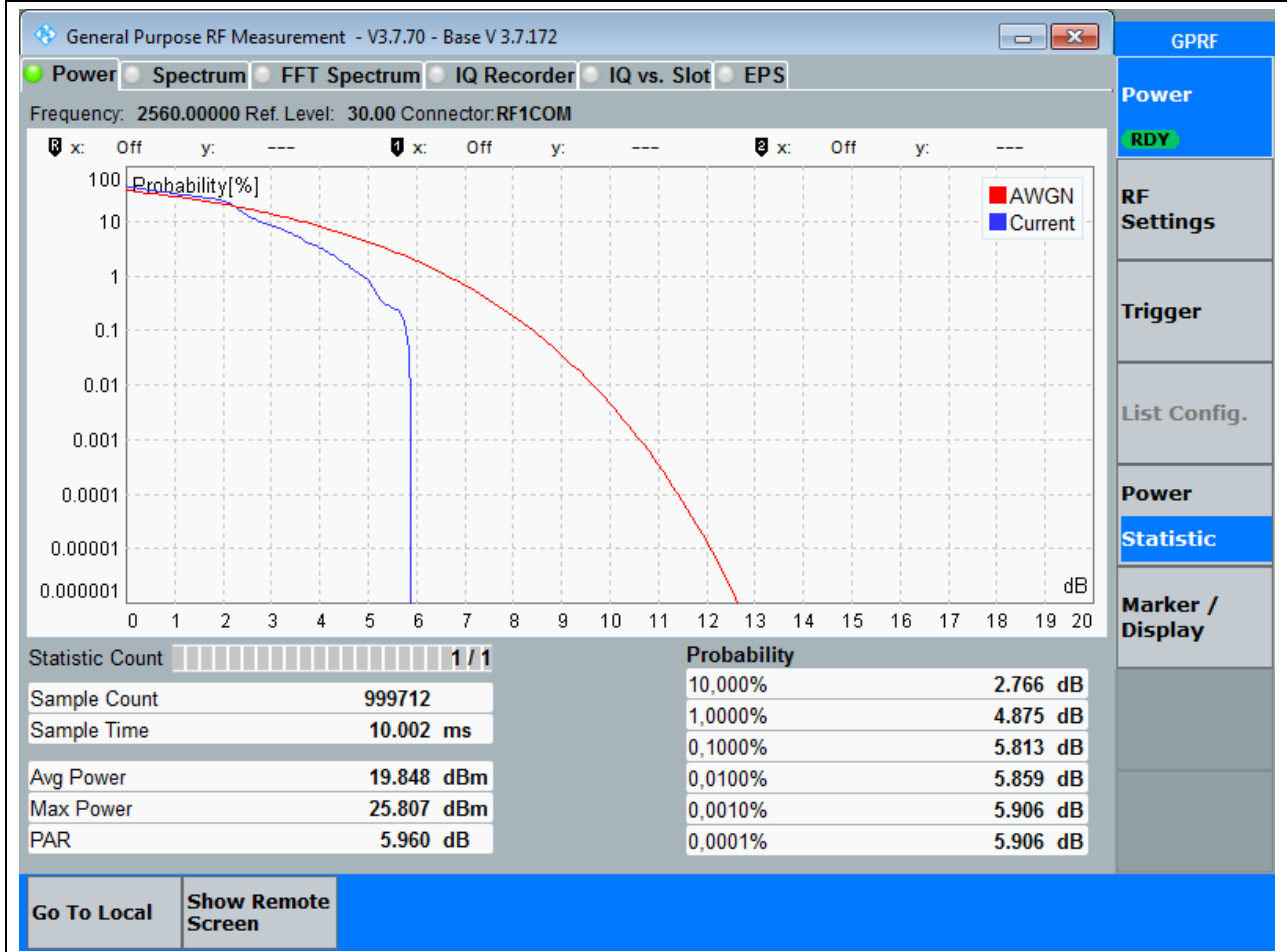 General Purpose RF Measurement - V3.7.70 - Base V 3.7.172
GPRF
Power Spectrum FFT Spectrum IQ Recorder IQ vs. Slot EPS
Frequency: 2560.00000 Ref. Level: 30.00 Connector: RF1COM
R x: Off y: --- 1 x: Off y: --- 2 x: Off y: ---
Probability[%]
AWGN
Current
100
10
1
0.1
0.01
0.001
0.0001
0.00001
0.000001
dB
0 1 2 3 4 5 6 7 8 9 10 11 12 13 14 15 16 17 18 19 20
Statistic Count 1 / 1
Sample Count 999712
Sample Time 10.002 ms
Avg Power 19.848 dBm
Max Power 25.807 dBm
PAR 5.960 dB
Probability
10,000% 2.766 dB
1,0000% 4.875 dB
0,1000% 5.813 dB
0,0100% 5.859 dB
0,0010% 5.906 dB
0,0001% 5.906 dB
Power
RDY
RF
Settings
Trigger
List Config.
Power
Statistic
Marker /
Display
Go To Local
Show Remote
Screen